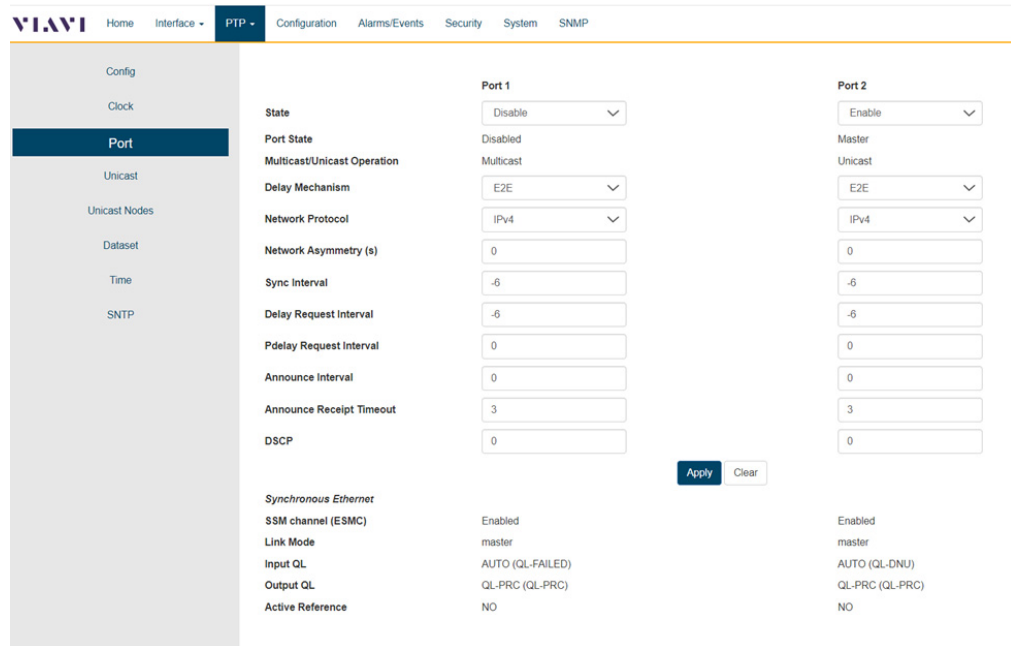 VIAVI Home Interface PTP Configuration Alarms/Events Security System SNMP
Config
Clock
Port
Unicast
Unicast Nodes
Dataset
Time
SNTP
Port 1 Port 2
State Disable Enable
Port State Disabled Master
Multicast/Unicast Operation Multicast Unicast
Delay Mechanism E2E E2E
Network Protocol IPv4 IPv4
Network Asymmetry (s) 0 0
Sync Interval -6 -6
Delay Request Interval -6 -6
Pdelay Request Interval 0 0
Announce Interval 0 0
Announce Receipt Timeout 3 3
DSCP 0 0
Apply Clear
Synchronous Ethernet
SSM channel (ESMC) Enabled Enabled
Link Mode master master
Input QL AUTO (QL-FAILED) AUTO (QL-DNU)
Output QL QL-PRC (QL-PRC) QL-PRC (QL-PRC)
Active Reference NO NO